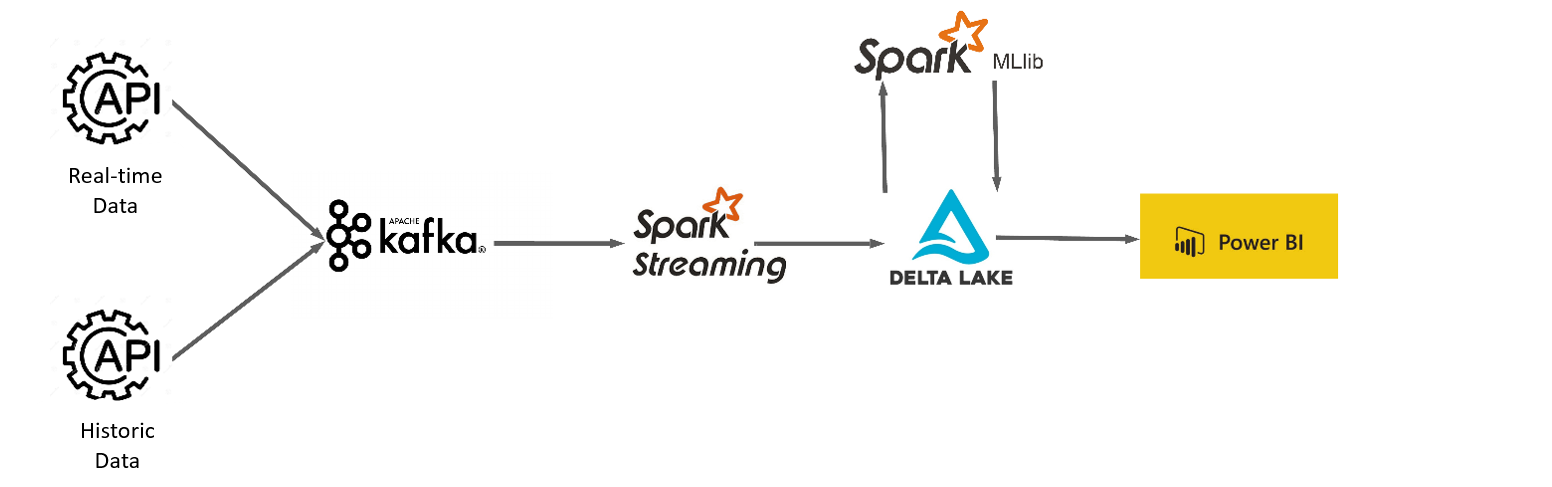 API
Real-time
Data
API
Historic
Data
APACHE
kafka®
Spark
Streaming
Spark MLlib
DELTA LAKE
Power BI